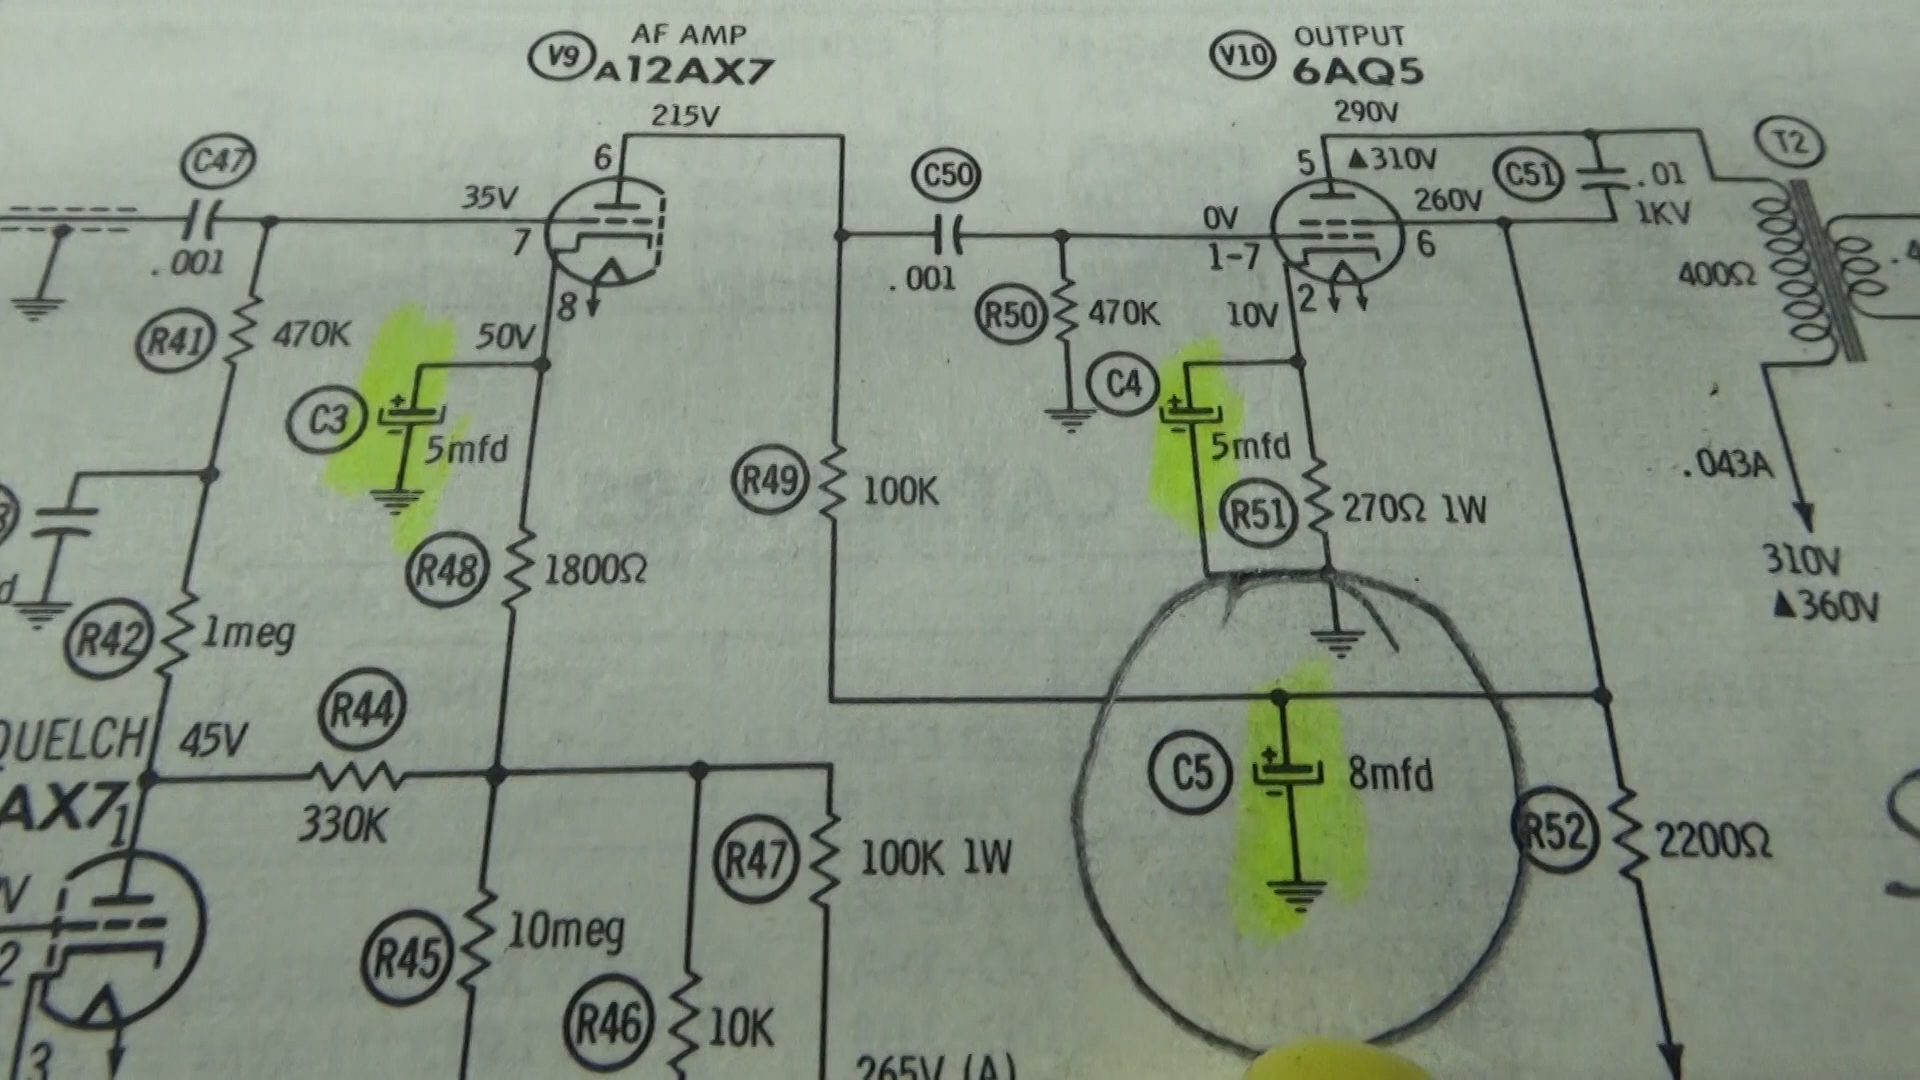 AF AMP
V9
A12AX7
215V
OUTPUT
V10
6AQ5
290V
C47
.001
35V
6
7
8
50V
C50
.001
0V
1-7
5
▲310V
260V
6
2
10V
C51
.01
1KV
T2
400Ω
.4
R41
470K
C3
5mfd
R50
470K
C4
5mfd
R49
100K
R51
270Ω 1W
.043A
310V
▲360V
R48
1800Ω
R42
1meg
R44
330K
QUELCH
45V
AX7
1
C5
8mfd
R52
2200Ω
R47
100K 1W
R45
10meg
R46
10K
V
2
3
265V (A)